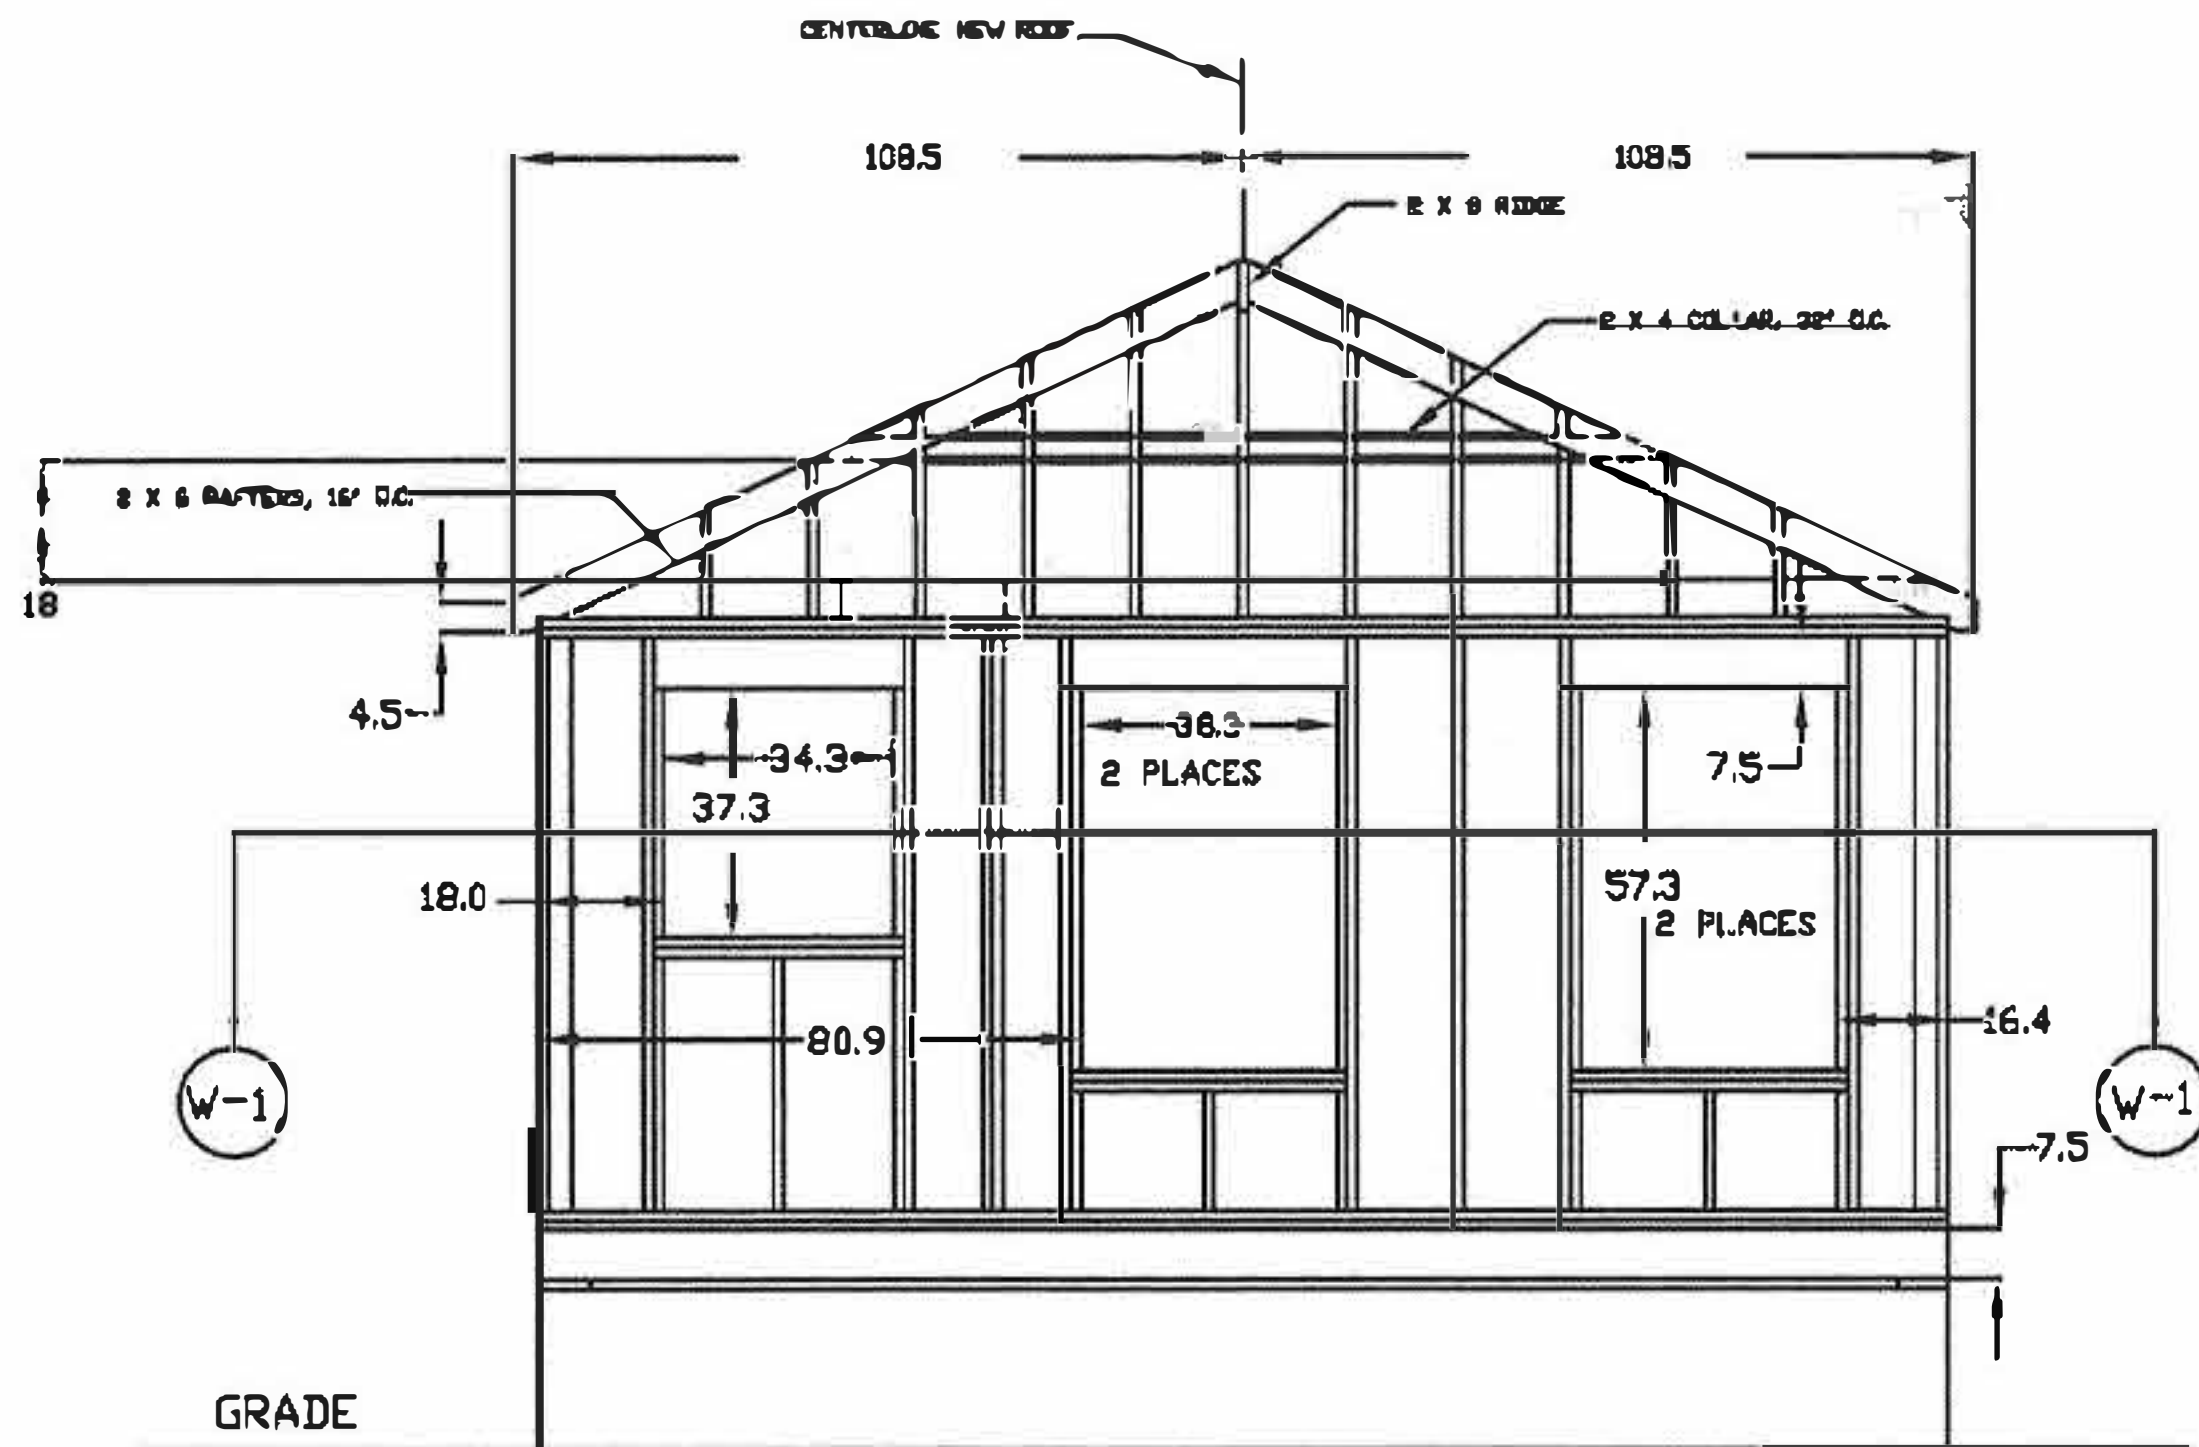 CENTERLINE NEW ROOF
108.5
108.5
2 X 8 RIDGE
2 X 4 COLLAR, 32" O.C.
2 X 6 RAFTERS, 16" O.C.
18
4.5
38.3
2 PLACES
34.3
7.5
37.3
57.3
2 PLACES
18.0
80.9
16.4
W-1
W-1
7.5
GRADE